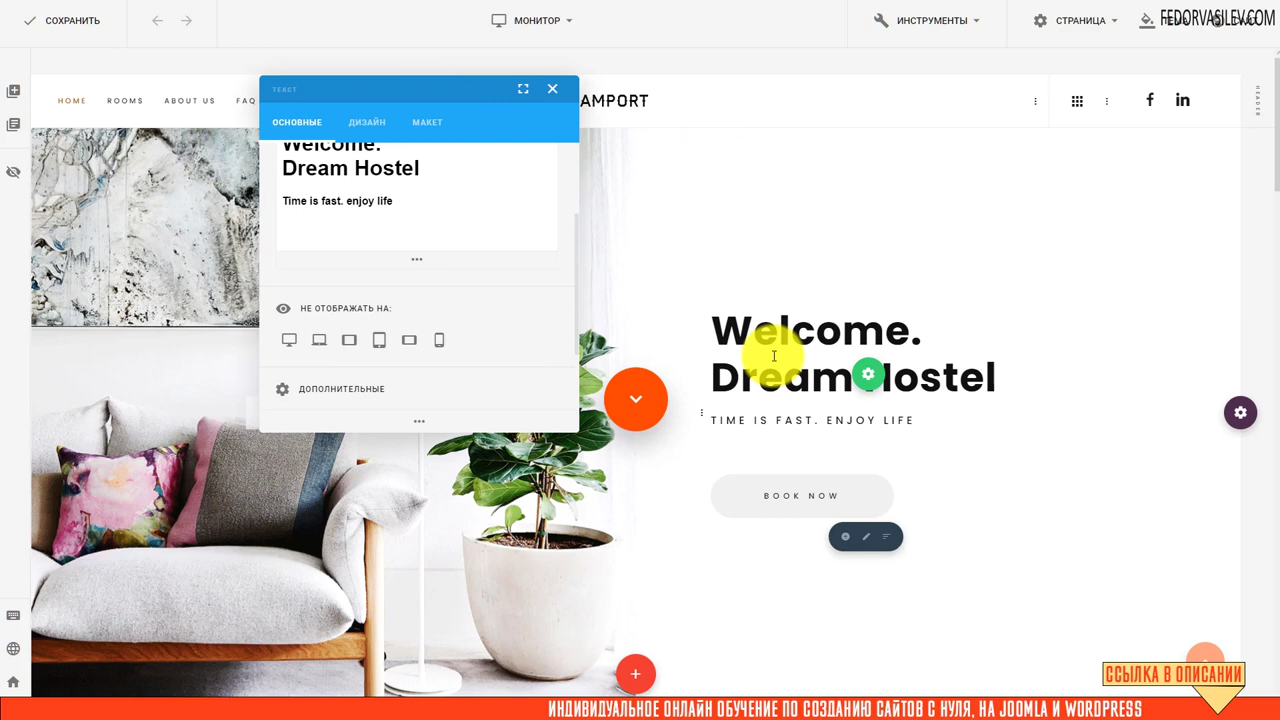 СОХРАНИТЬ
МОНИТОР
ИНСТРУМЕНТЫ
СТРАНИЦА
FEDORVASILEV.COM
HOME
ROOMS
ABOUT US
FAQ
AMPORT
HEADER
ТЕКСТ
ОСНОВНЫЕ
ДИЗАЙН
МАКЕТ
Welcome.
Dream Hostel
Time is fast. enjoy life
НЕ ОТОБРАЖАТЬ НА:
ДОПОЛНИТЕЛЬНЫЕ
Welcome.
Dream Hostel
TIME IS FAST. ENJOY LIFE
BOOK NOW
ССЫЛКА В ОПИСАНИИ
ИНДИВИДУАЛЬНОЕ ОНЛАЙН ОБУЧЕНИЕ ПО СОЗДАНИЮ САЙТОВ С НУЛЯ, НА JOOMLA И WORDPRESS